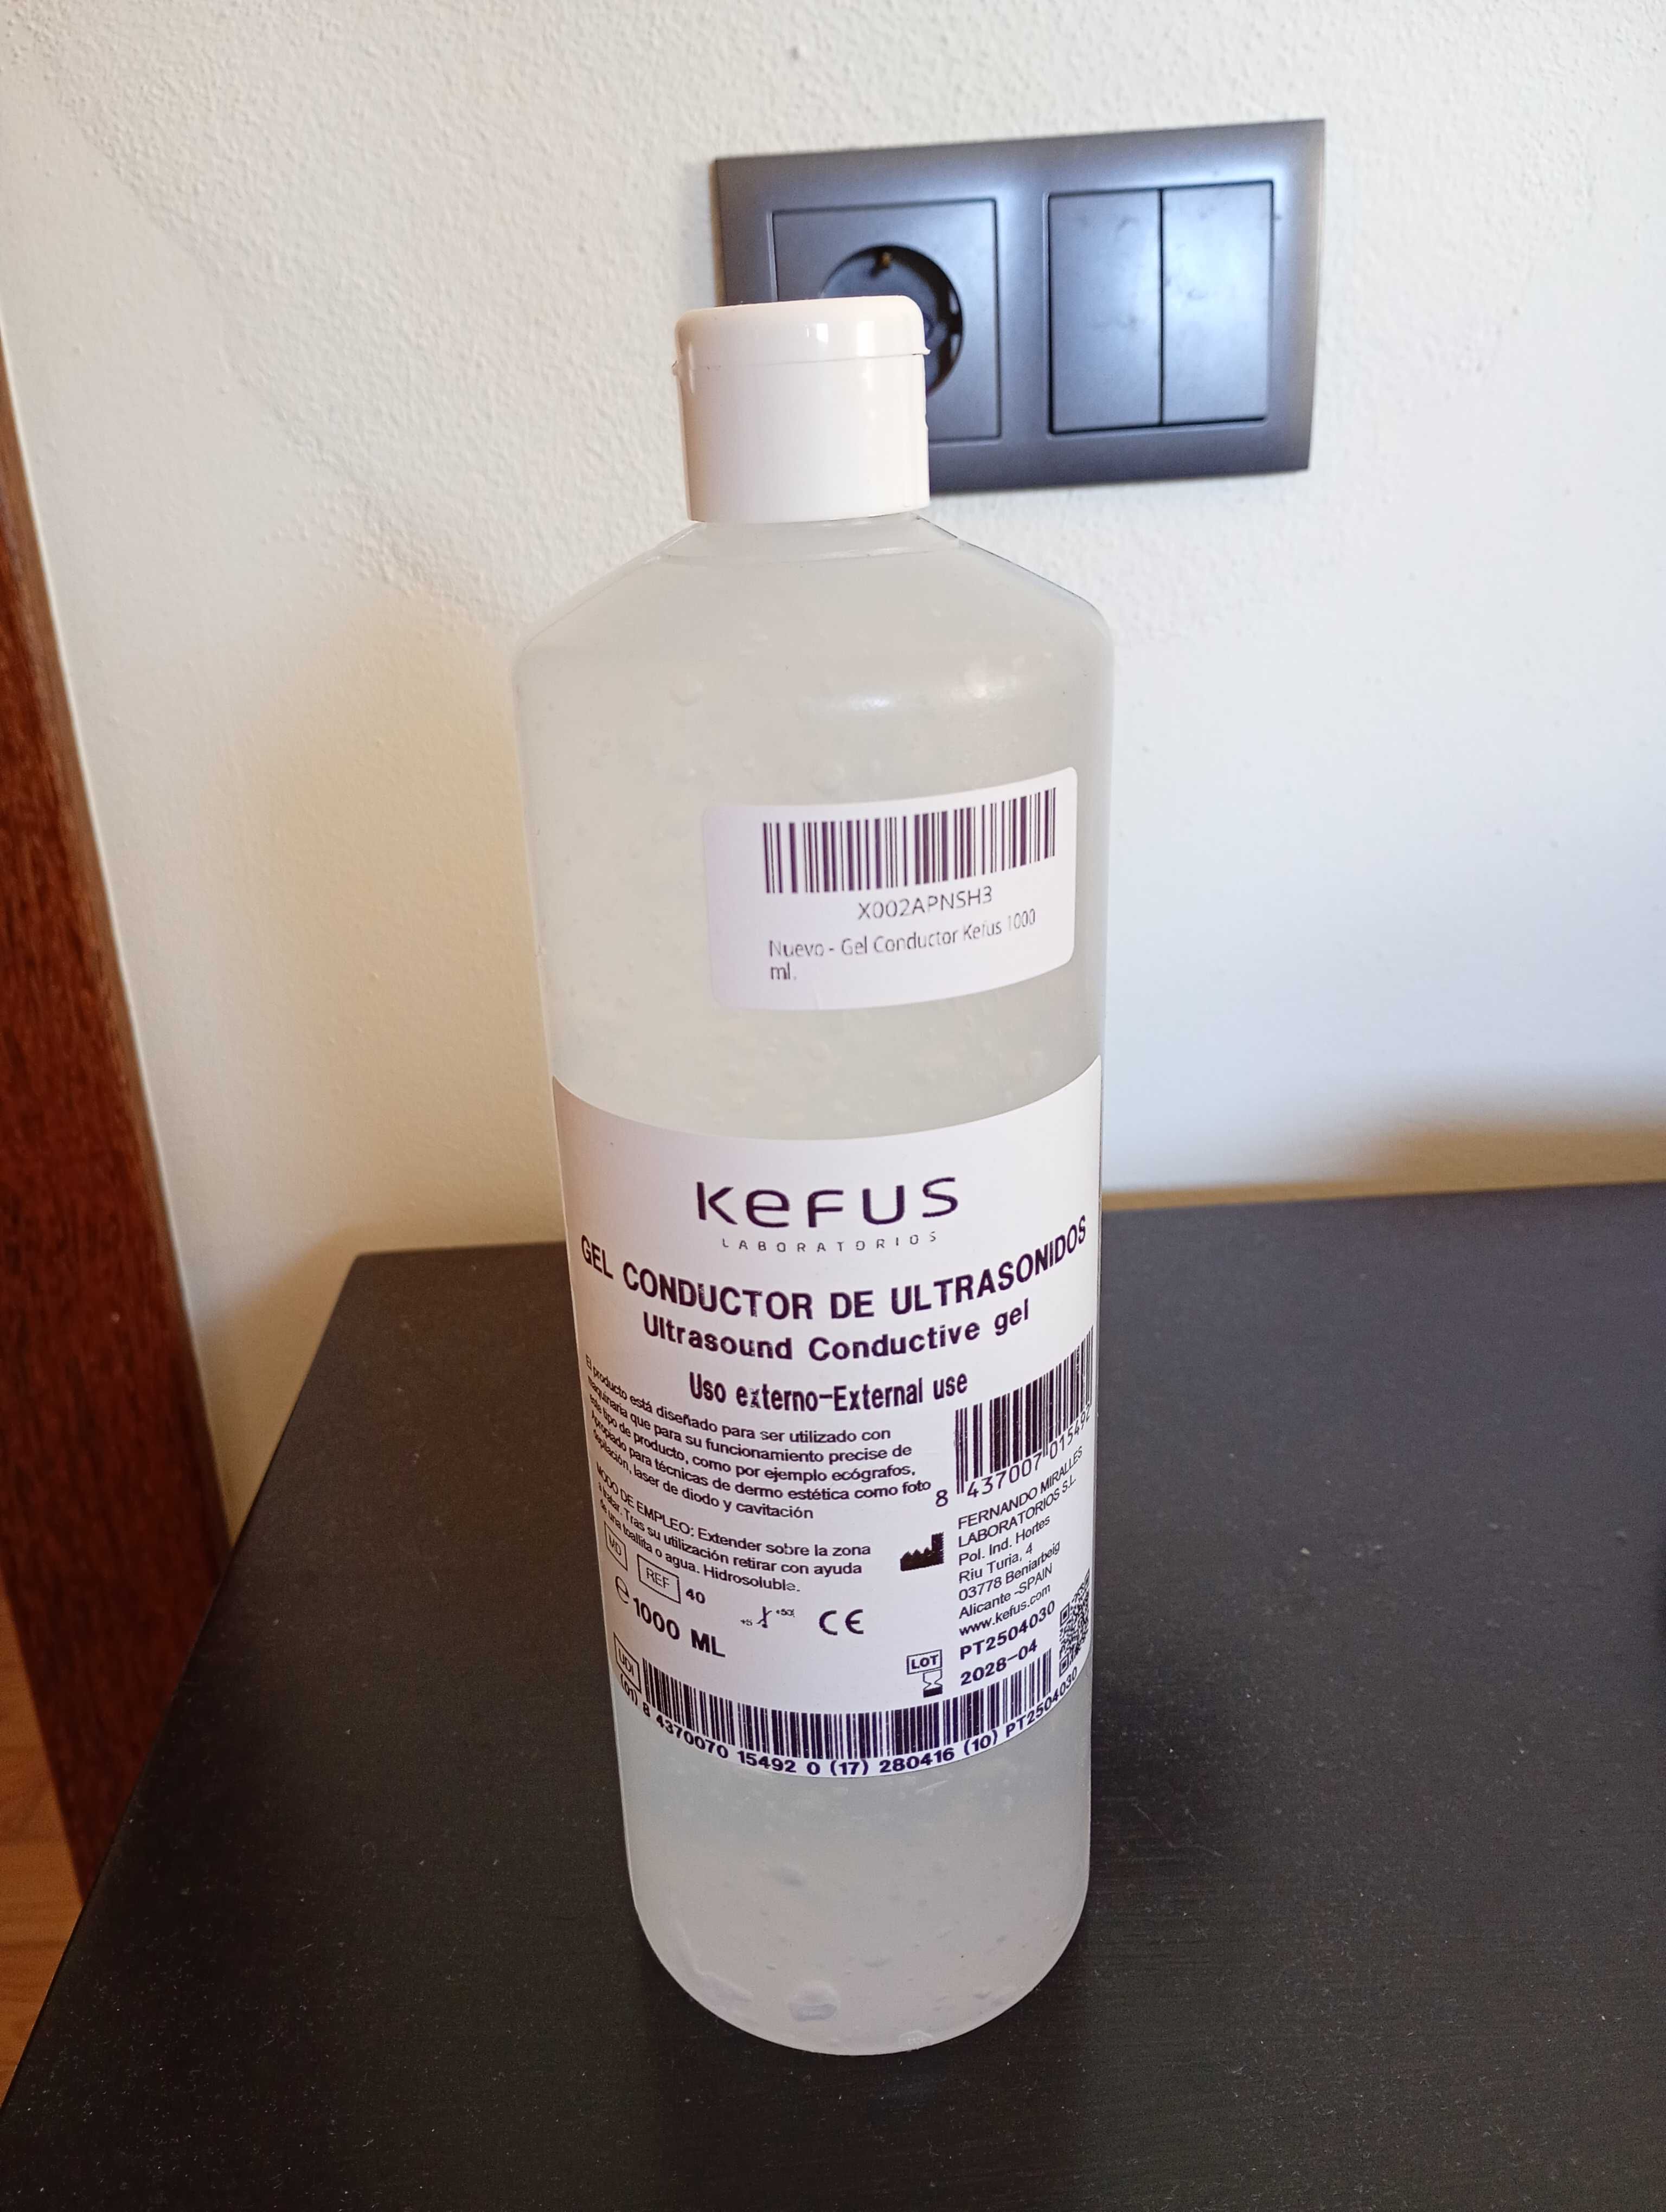 X002APNSH3
Nuevo - Gel Conductor Kefus 1000
ml.
KEFUS
LABORATORIOS
GEL CONDUCTOR DE ULTRASONIDOS
Ultrasound Conductive gel
Uso externo-External use
El producto está diseñado para ser utilizado con
maquinaria que para su funcionamiento precise de
este tipo de producto, como por ejemplo ecógrafos.
Apropiado para técnicas de dermo estética como foto
depilación, laser de diodo y cavitación
MODO DE EMPLEO: Extender sobre la zona
a tratar. Tras su utilización retirar con ayuda
de una toallita o agua. Hidrosoluble.
MD
REF 40
e 1000 ML
+5 +50
CE
8 437007 015492
FERNANDO MIRALLES
LABORATORIOS S.L.
Pol. Ind. Hortes
Riu Turia, 4
03778 Beniarbeig
Alicante -SPAIN
www.kefus.com
LOT PT2504030
2028-04
UDI
(01) 8 4370070 15492 0 (17) 280416 (10) PT2504030